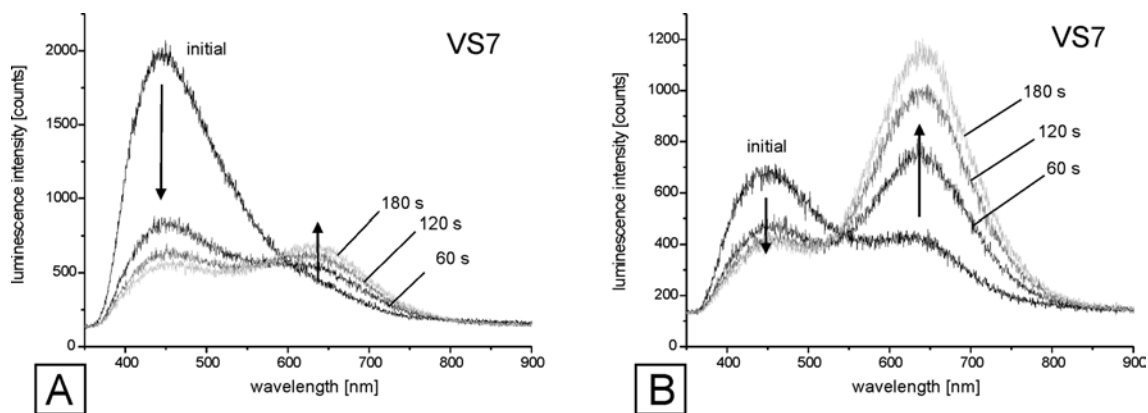 VS7
initial
luminescence intensity [counts]
2000
1500
1000
500
0
180 s
120 s
60 s
400 500 600 700 800 900
wavelength [nm]
A
VS7
initial
luminescence intensity [counts]
1200
1000
800
600
400
200
0
180 s
120 s
60 s
400 500 600 700 800 900
wavelength [nm]
B